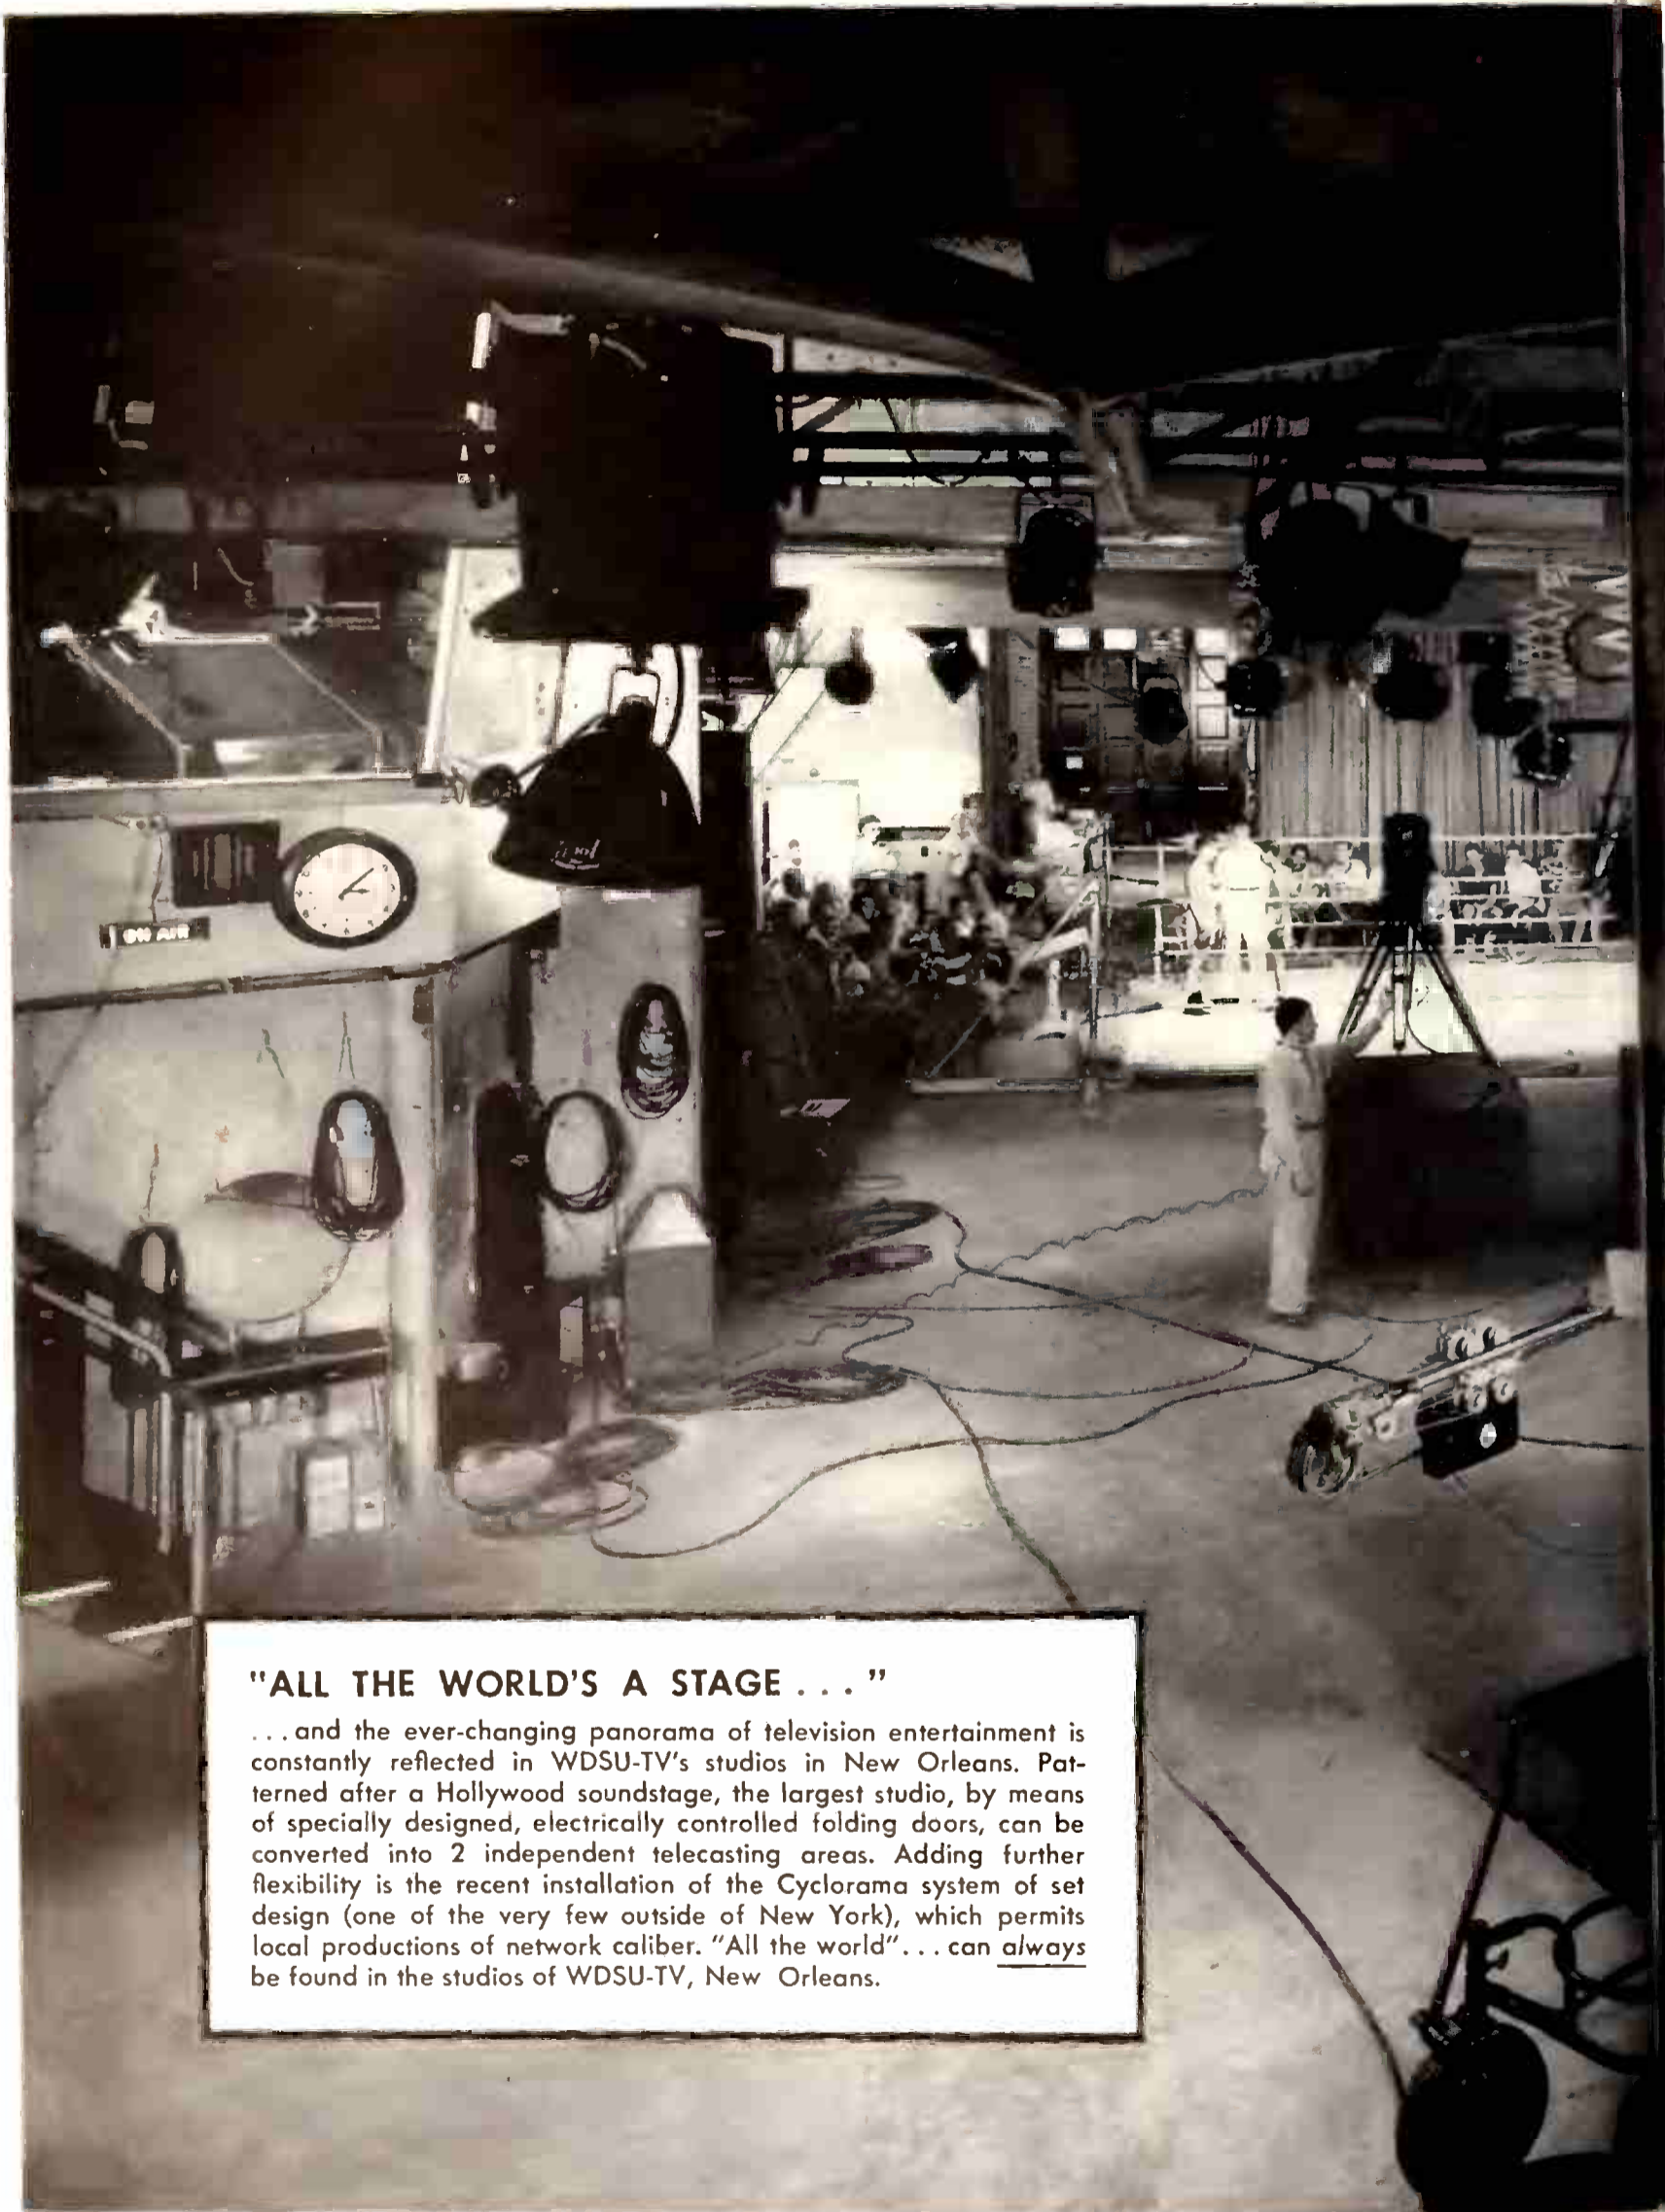 ON AIR
"ALL THE WORLD'S A STAGE . . . "
. . . and the ever-changing panorama of television entertainment is
constantly reflected in WDSU-TV's studios in New Orleans. Pat-
terned after a Hollywood soundstage, the largest studio, by means
of specially designed, electrically controlled folding doors, can be
converted into 2 independent telecasting areas. Adding further
flexibility is the recent installation of the Cyclorama system of set
design (one of the very few outside of New York), which permits
local productions of network caliber. "All the world". . . can always
be found in the studios of WDSU-TV, New Orleans.